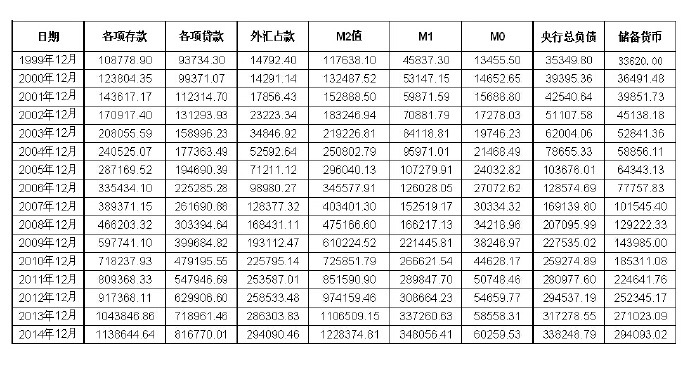 日期 各项存款 各项贷款 外汇占款 M2值 M1 M0 央行总负债 储备货币
1999年12月 108778.90 93734.30 14792.40 117638.10 45837.30 13455.50 35349.80 33620.00
2000年12月 123804.35 99371.07 14291.14 132487.52 53147.15 14652.65 39395.36 36491.48
2001年12月 143617.17 112314.70 17856.43 152888.50 59871.59 15688.80 42540.64 39851.73
2002年12月 170917.40 131293.93 23223.34 183246.94 70881.79 17278.03 51107.58 45138.18
2003年12月 208055.59 158996.23 34846.92 219226.81 84118.81 19746.23 62004.06 52841.36
2004年12月 240525.07 177363.49 52592.64 250802.79 95971.01 21468.49 78655.33 58856.11
2005年12月 287169.52 194690.39 71211.12 296040.13 107279.91 24032.82 103676.01 64343.13
2006年12月 335434.10 225285.28 98980.27 345577.91 126028.05 27072.62 128574.69 77757.83
2007年12月 389371.15 261690.88 128377.32 403401.30 152519.17 30334.32 169139.80 101545.40
2008年12月 466203.32 303394.64 168431.11 475166.60 166217.13 34218.96 207095.99 129222.33
2009年12月 597741.10 399684.82 193112.47 610224.52 221445.81 38246.97 227535.02 143985.00
2010年12月 718237.93 479195.55 225795.14 725851.79 266621.54 44628.17 259274.89 185311.08
2011年12月 809368.33 547946.69 253587.01 851590.90 289847.70 50748.46 280977.60 224641.76
2012年12月 917368.11 629906.60 258533.48 974159.46 308664.23 54659.77 294537.19 252345.17
2013年12月 1043846.86 718961.46 286303.83 1106509.15 337260.63 58558.31 317278.55 271023.09
2014年12月 1138644.64 816770.01 294090.46 1228374.81 348056.41 60259.53 338248.79 294093.02